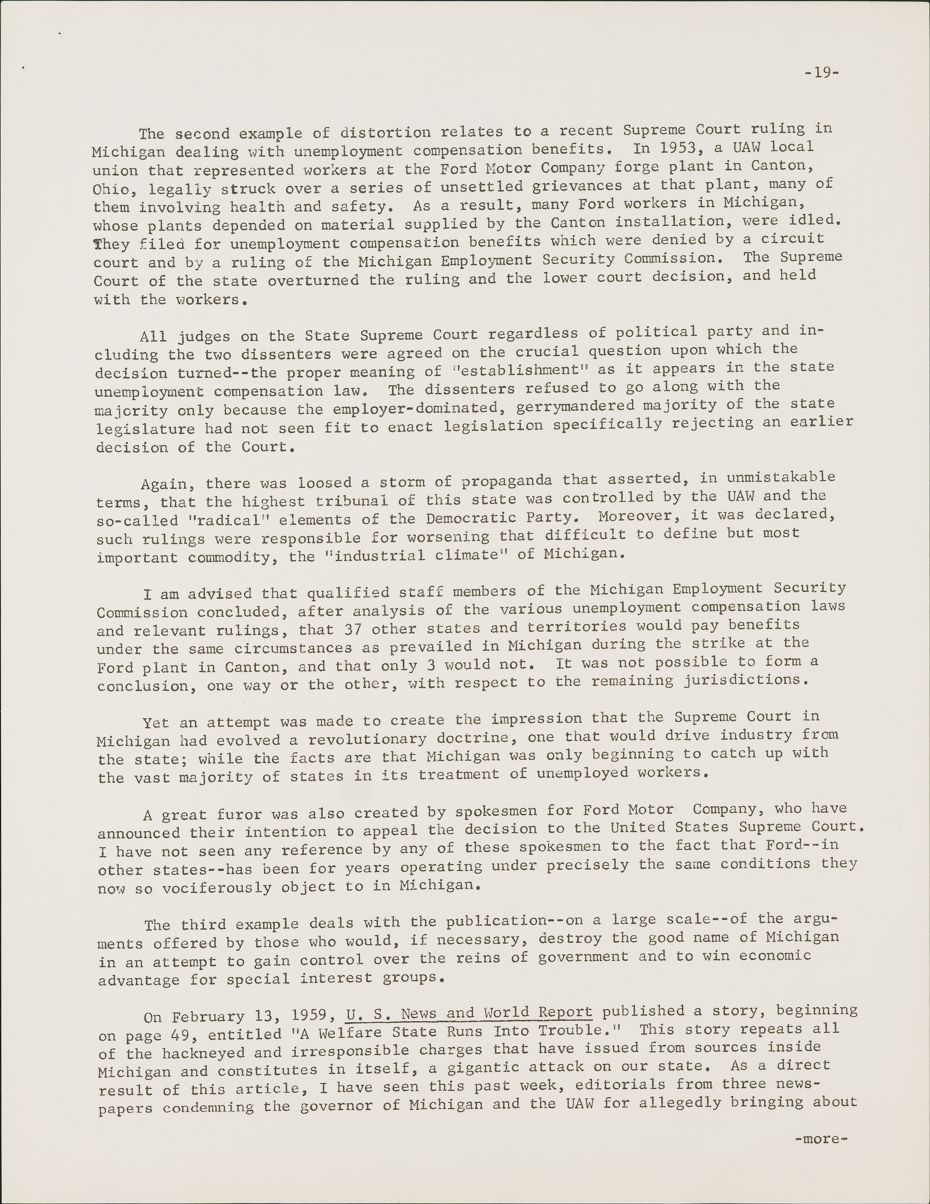 -19-
The second example of distortion relates to a recent Supreme Court ruling in
Michigan dealing with unemployment compensation benefits. In 1953, a UAW local
union that represented workers at the Ford Motor Company forge plant in Canton,
Ohio, legally struck over a series of unsettled grievances at that plant, many of
them involving health and safety. As a result, many Ford workers in Michigan,
whose plants depended on material supplied by the Canton installation, were idled.
They filed for unemployment compensation benefits which were denied by a circuit
court and by a ruling of the Michigan Employment Security Commission. The Supreme
Court of the state overturned the ruling and the lower court decision, and held
with the workers.
All judges on the State Supreme Court regardless of political party and in-
cluding the two dissenters were agreed on the crucial question upon which the
decision turned--the proper meaning of "establishment" as it appears in the state
unemployment compensation law. The dissenters refused to go along with the
majority only because the employer-dominated, gerrymandered majority of the state
legislature had not seen fit to enact legislation specifically rejecting an earlier
decision of the Court.
Again, there was loosed a storm of propaganda that asserted, in unmistakable
terms, that the highest tribunal of this state was controlled by the UAW and the
so-called "radical" elements of the Democratic Party. Moreover, it was declared,
such rulings were responsible for worsening that difficult to define but most
important commodity, the "industrial climate" of Michigan.
I am advised that qualified staff members of the Michigan Employment Security
Commission concluded, after analysis of the various unemployment compensation laws
and relevant rulings, that 37 other states and territories would pay benefits
under the same circumstances as prevailed in Michigan during the strike at the
Ford plant in Canton, and that only 3 would not. It was not possible to form a
conclusion, one way or the other, with respect to the remaining jurisdictions.
Yet an attempt was made to create the impression that the Supreme Court in
Michigan had evolved a revolutionary doctrine, one that would drive industry from
the state; while the facts are that Michigan was only beginning to catch up with
the vast majority of states in its treatment of unemployed workers.
A great furor was also created by spokesmen for Ford Motor Company, who have
announced their intention to appeal the decision to the United States Supreme Court.
I have not seen any reference by any of these spokesmen to the fact that Ford--in
other states--has been for years operating under precisely the same conditions they
now so vociferously object to in Michigan.
The third example deals with the publication--on a large scale--of the argu-
ments offered by those who would, if necessary, destroy the good name of Michigan
in an attempt to gain control over the reins of government and to win economic
advantage for special interest groups.
On February 13, 1959, U. S. News and World Report published a story, beginning
on page 49, entitled "A Welfare State Runs Into Trouble." This story repeats all
of the hackneyed and irresponsible charges that have issued from sources inside
Michigan and constitutes in itself, a gigantic attack on our state. As a direct
result of this article, I have seen this past week, editorials from three news-
papers condemning the governor of Michigan and the UAW for allegedly bringing about
-more-